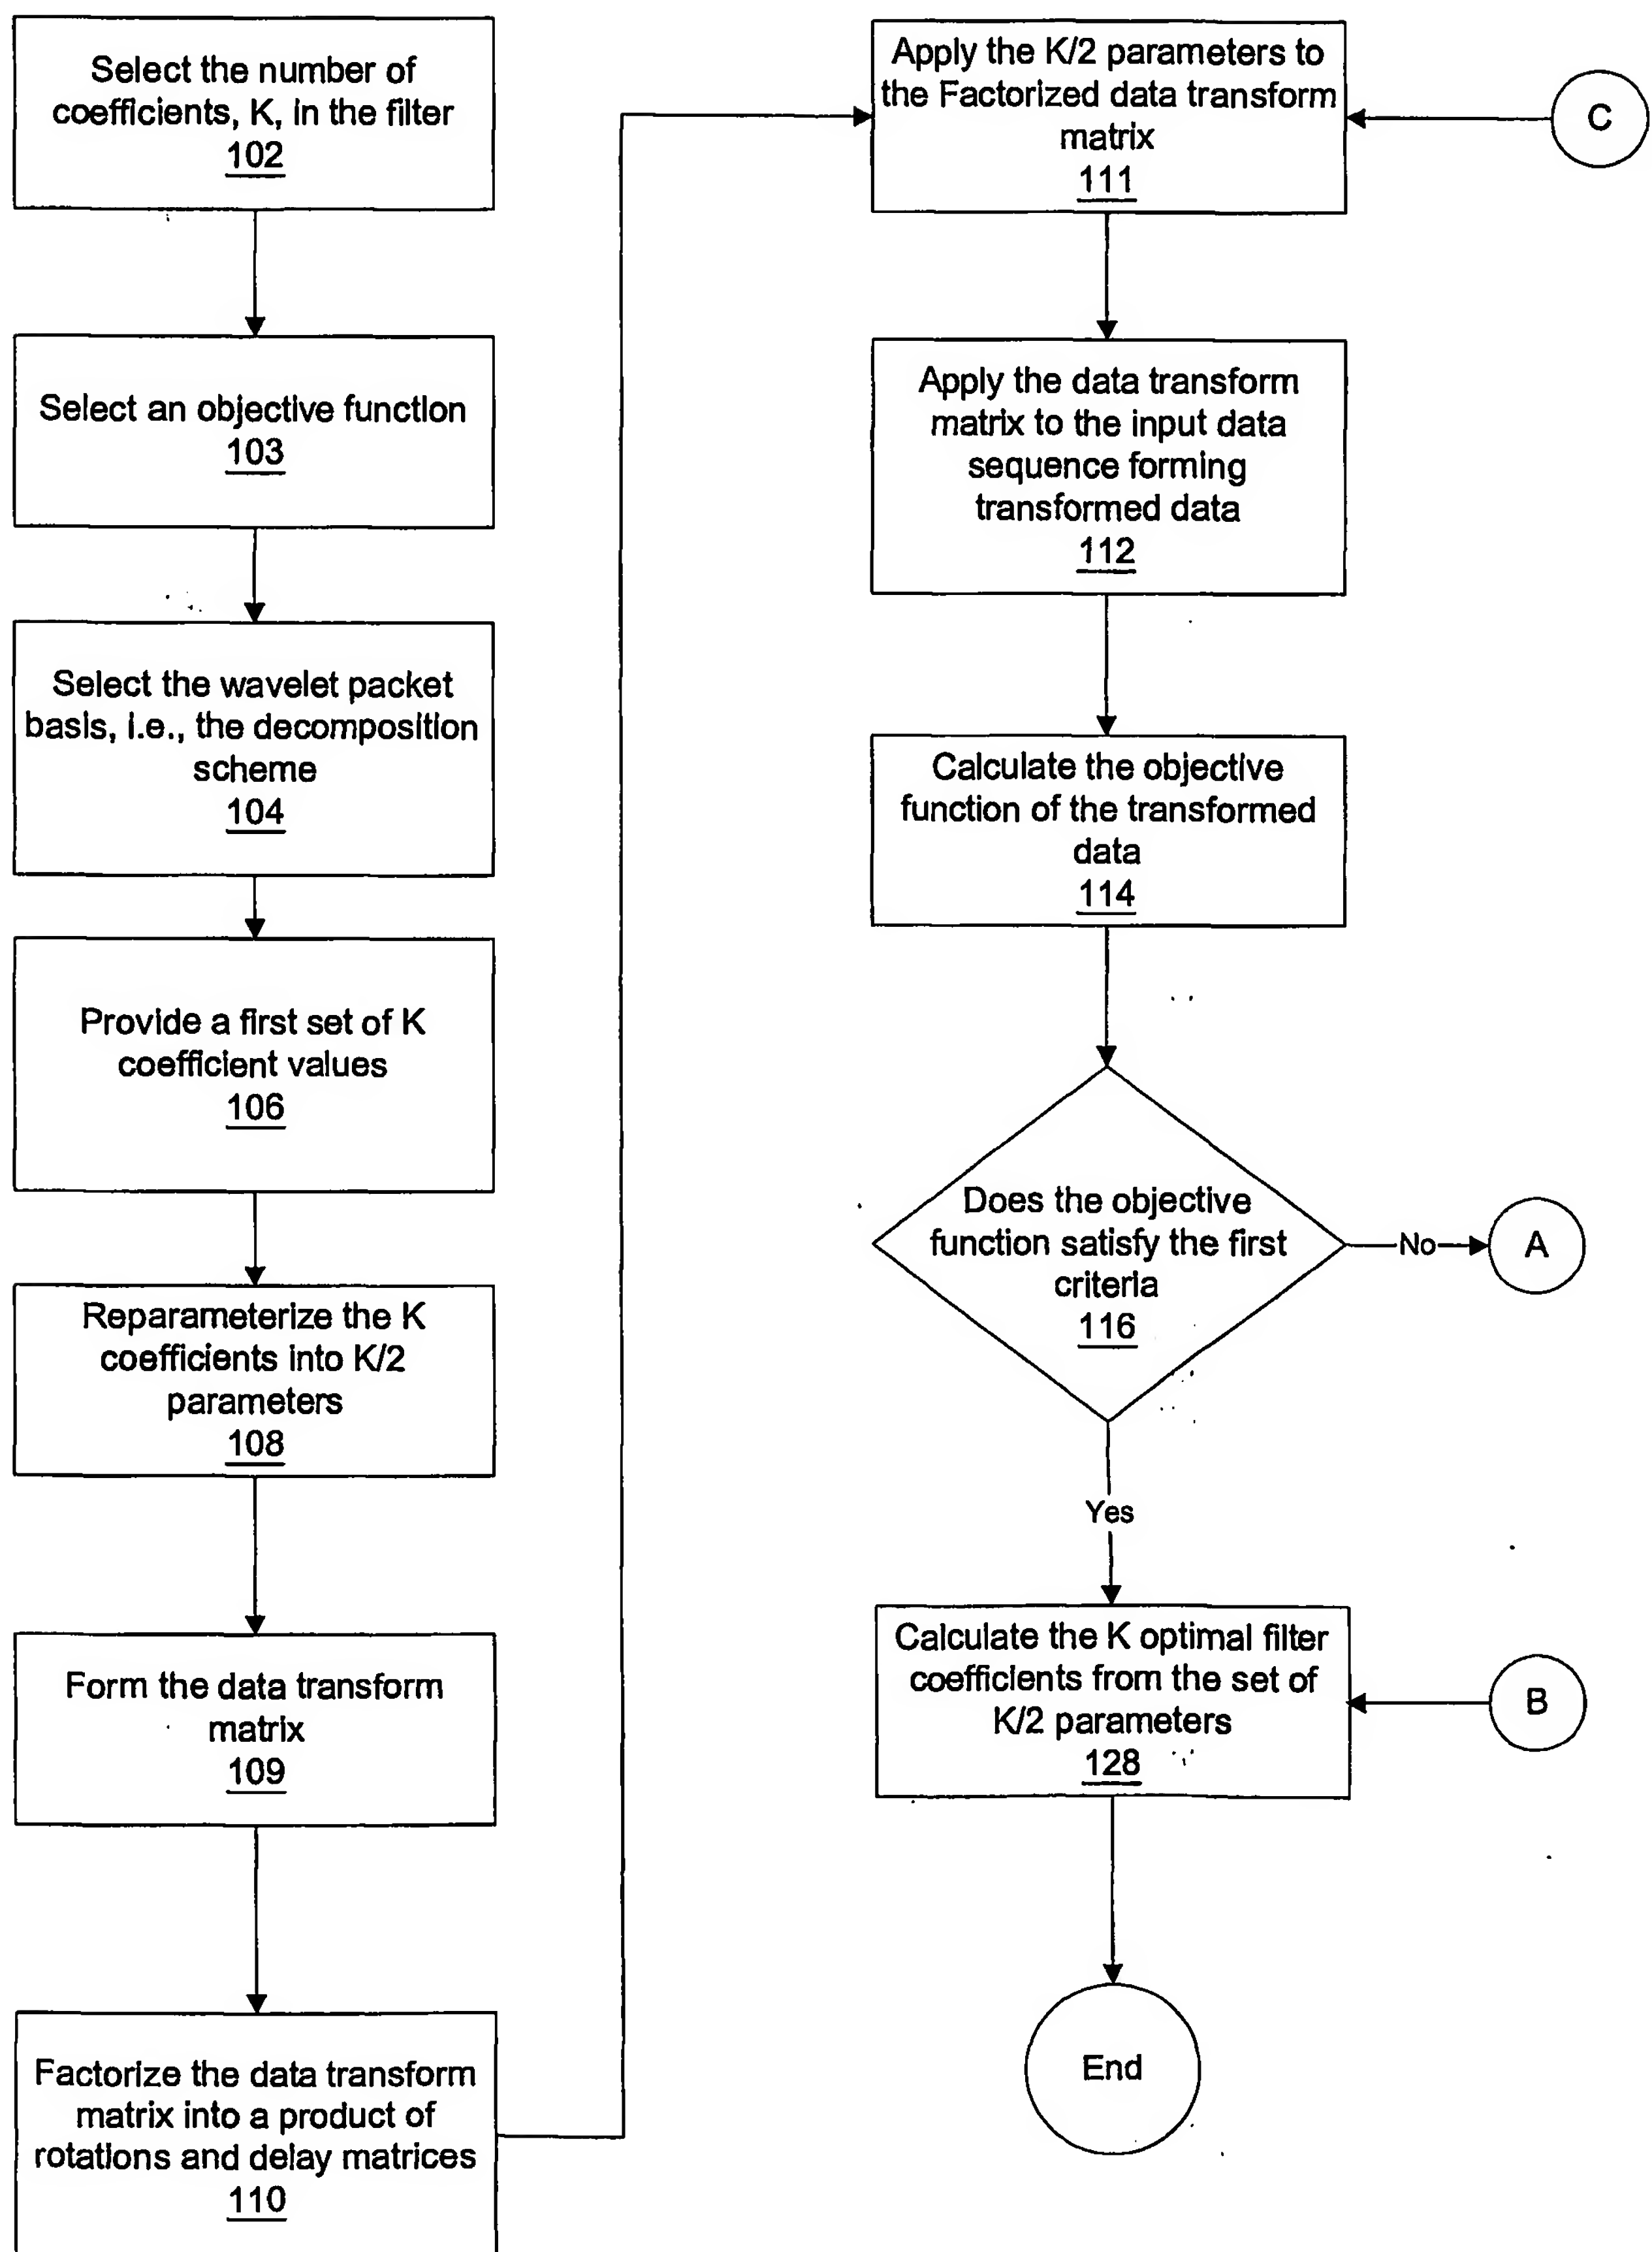 Select the number of
coefficients, K, in the filter
102
Select an objective function
103
Select the wavelet packet
basis, i.e., the decomposition
scheme
104
Provide a first set of K
coefficient values
106
Reparameterize the K
coefficients into K/2
parameters
108
Form the data transform
matrix
109
Factorize the data transform
matrix into a product of
rotations and delay matrices
110
Apply the K/2 parameters to
the Factorized data transform
matrix
111
C
Apply the data transform
matrix to the input data
sequence forming
transformed data
112
Calculate the objective
function of the transformed
data
114
Does the objective
function satisfy the first
criteria
116
No
A
Yes
Calculate the K optimal filter
coefficients from the set of
K/2 parameters
128
B
End